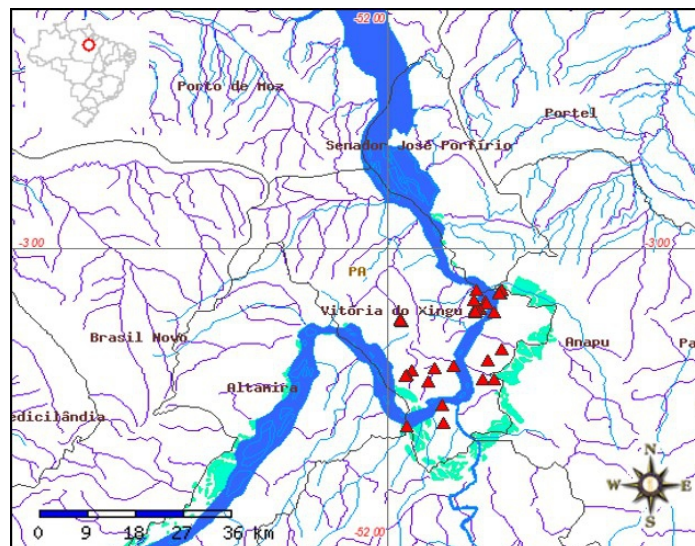 -52 00
Porto de Moz
Portel
Senador José Porfírio
-3 00
-3 00
PA
Vitória do Xingu
Brasil Novo
Anapu
Pa
Altamira
edicilândia
N
W
E
S
0 9 18 27 36 km
-52 00